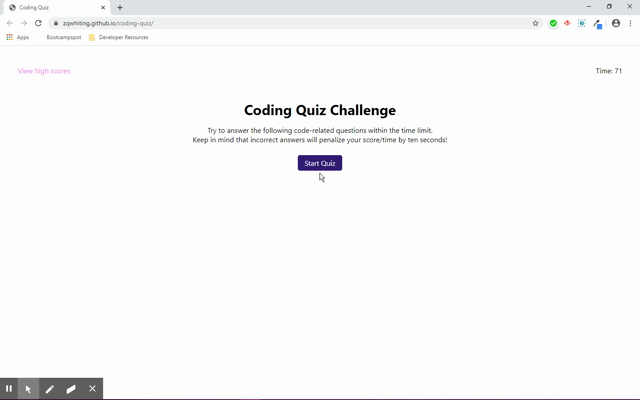 Coding Quiz
zqwhiting.github.io/coding-quiz/
Apps Bootcampspot Developer Resources
View high scores
Time: 71
Coding Quiz Challenge
Try to answer the following code-related questions within the time limit.
Keep in mind that incorrect answers will penalize your score/time by ten seconds!
Start Quiz